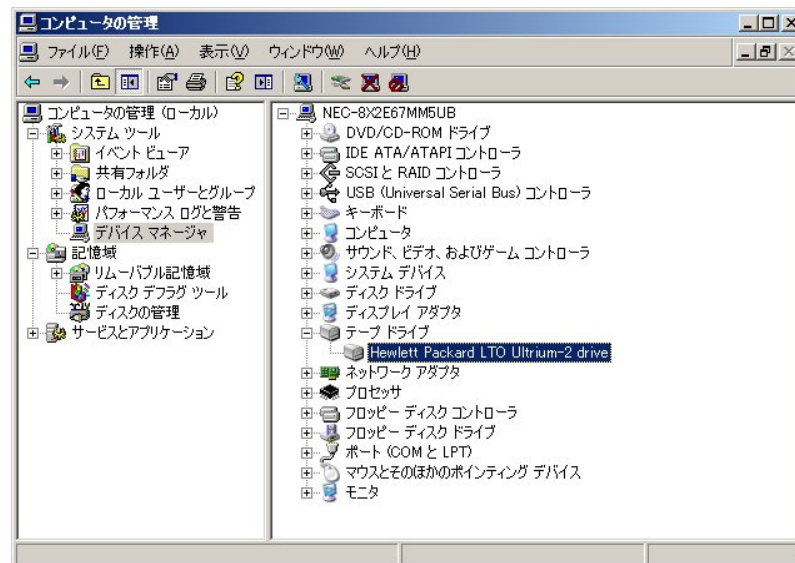 コンピュータの管理
ファイル(F) 操作(A) 表示(V) ウィンドウ(W) ヘルプ(H)
コンピュータの管理 (ローカル)
システム ツール
イベント ビューア
共有フォルダ
ローカル ユーザーとグループ
パフォーマンス ログと警告
デバイス マネージャ
記憶域
リムーバブル記憶域
ディスク デフラグ ツール
ディスクの管理
サービスとアプリケーション
NEC-8X2E67MM5UB
DVD/CD-ROM ドライブ
IDE ATA/ATAPI コントローラ
SCSI と RAID コントローラ
USB (Universal Serial Bus) コントローラ
キーボード
コンピュータ
サウンド、ビデオ、およびゲーム コントローラ
システム デバイス
ディスク ドライブ
ディスプレイ アダプタ
テープ ドライブ
Hewlett Packard LTO Ultrium-2 drive
ネットワーク アダプタ
プロセッサ
フロッピー ディスク コントローラ
フロッピー ディスク ドライブ
ポート (COM と LPT)
マウスとそのほかのポインティング デバイス
モニタ